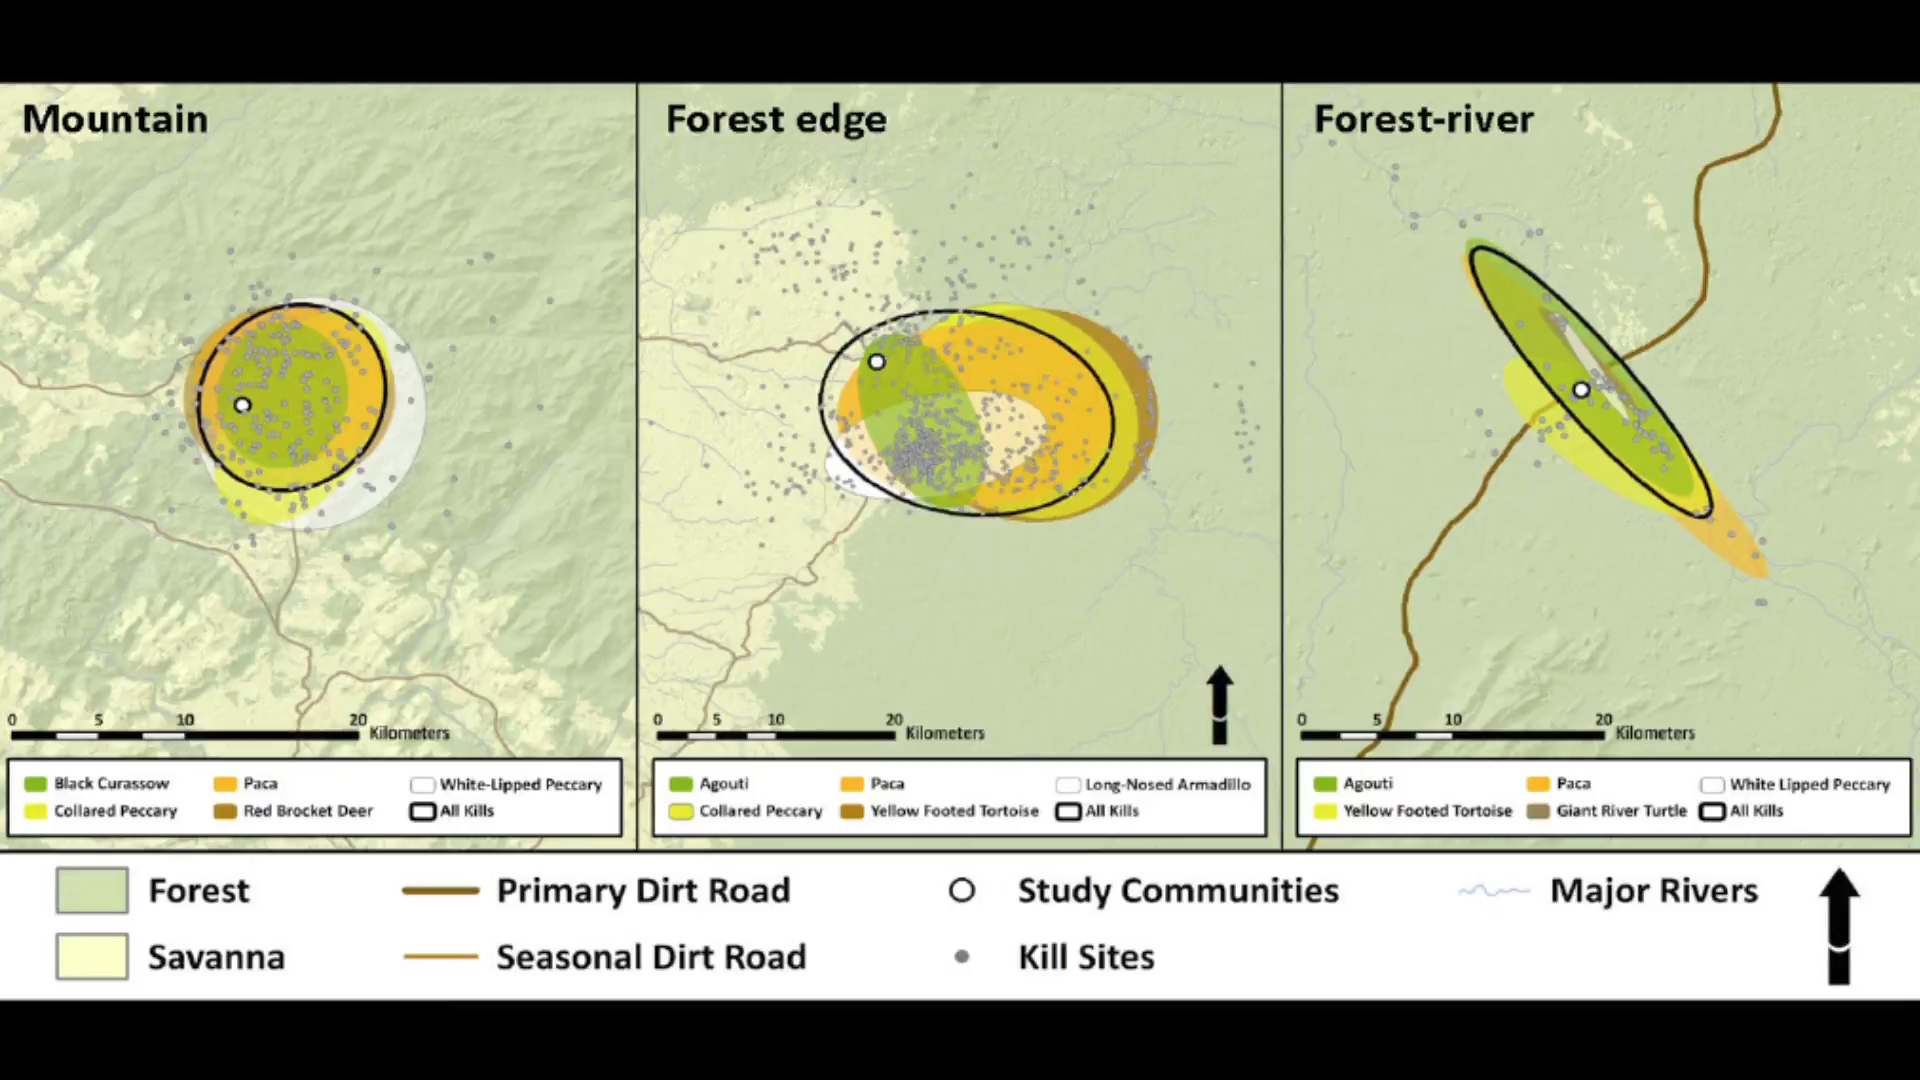 Mountain
0 5 10 20
Kilometers
Black Curassow Paca White-Lipped Peccary
Collared Peccary Red Brocket Deer All Kills
Forest edge
0 5 10 20
Kilometers
Agouti Paca Long-Nosed Armadillo
Collared Peccary Yellow Footed Tortoise All Kills
Forest-river
0 5 10 20
Kilometers
Agouti Paca White Lipped Peccary
Yellow Footed Tortoise Giant River Turtle All Kills
Forest Primary Dirt Road Study Communities Major Rivers
Savanna Seasonal Dirt Road Kill Sites